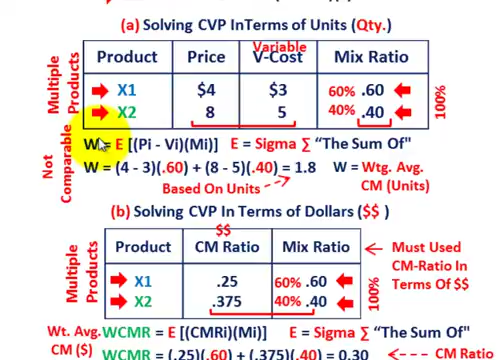 (a) Solving CVP InTerms of Units (Qty.)
Product Price Variable V-Cost Mix Ratio
Multiple Products
X1 $4 $3 60% .60
X2 8 5 40% .40
100%
Not Comparable
W = E [(Pi - Vi)(Mi)] E = Sigma ∑ "The Sum Of"
W = (4 - 3)(.60) + (8 - 5)(.40) = 1.8 W = Wtg. Avg.
Based On Units CM (Units)
(b) Solving CVP In Terms of Dollars ($$ )
$$
Product CM Ratio Mix Ratio
Multiple Products
X1 .25 60% .60
X2 .375 40% .40
100%
Must Used
CM-Ratio In
Terms Of $$
Wt. Avg. WCMR = E [(CMRi)(Mi)] E = Sigma ∑ "The Sum Of"
CM ($) WCMR = (.25)(.60) + (.375)(.40) = 0.30 CM Ratio